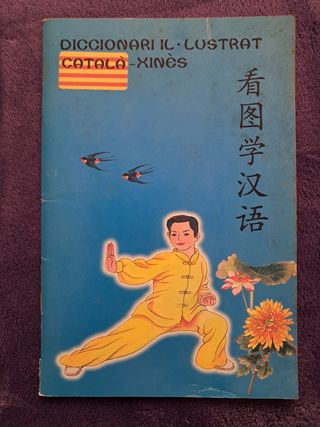 DICCIONARI IL·LUSTRAT
CATALÀ-XINÈS
看图学汉语